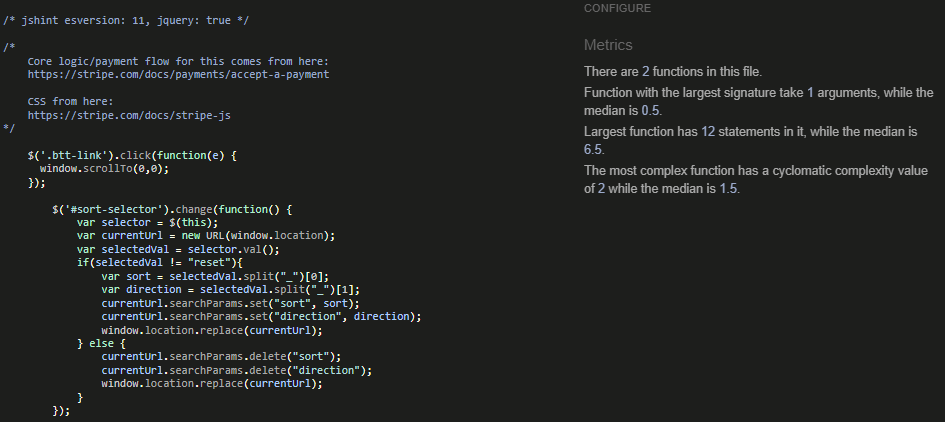 /* jshint esversion: 11, jquery: true */
/*
Core logic/payment flow for this comes from here:
https://stripe.com/docs/payments/accept-a-payment
CSS from here:
https://stripe.com/docs/stripe-js
*/
$('.btt-link').click(function(e) {
window.scrollTo(0,0);
});
$('#sort-selector').change(function() {
var selector = $(this);
var currentUrl = new URL(window.location);
var selectedVal = selector.val();
if(selectedVal != "reset"){
var sort = selectedVal.split("_")[0];
var direction = selectedVal.split("_")[1];
currentUrl.searchParams.set("sort", sort);
currentUrl.searchParams.set("direction", direction);
window.location.replace(currentUrl);
} else {
currentUrl.searchParams.delete("sort");
currentUrl.searchParams.delete("direction");
window.location.replace(currentUrl);
}
});
CONFIGURE
Metrics
There are 2 functions in this file.
Function with the largest signature take 1 arguments, while the
median is 0.5.
Largest function has 12 statements in it, while the median is
6.5.
The most complex function has a cyclomatic complexity value
of 2 while the median is 1.5.